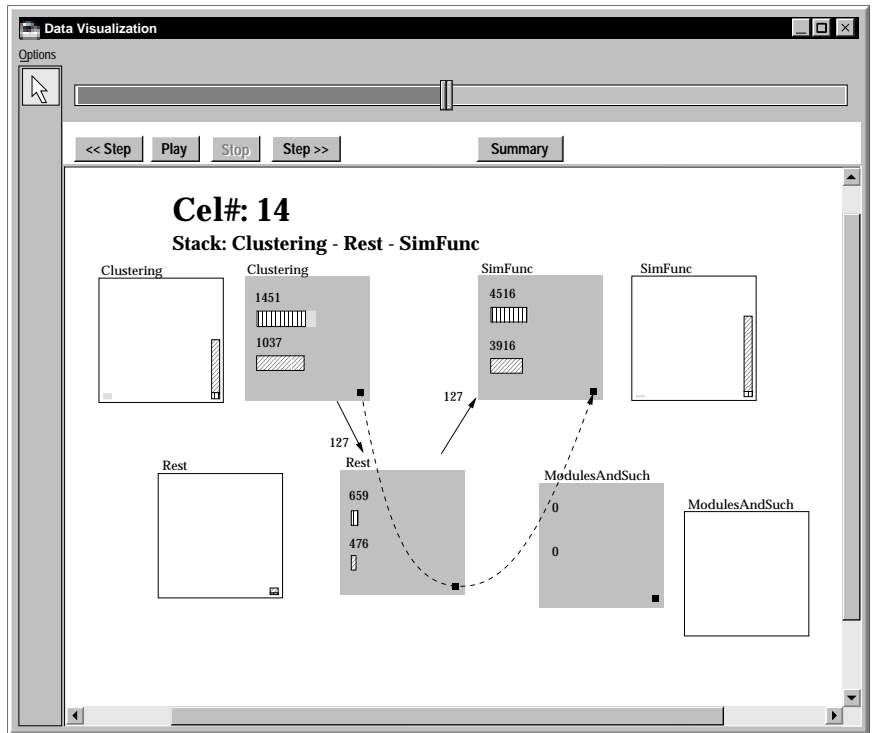 Data Visualization
Options
<< Step Play Stop Step >> Summary
Cel#: 14
Stack: Clustering - Rest - SimFunc
Clustering
Clustering
1451
1037
SimFunc
4516
3916
SimFunc
127
127
Rest
Rest
659
476
ModulesAndSuch
0
0
ModulesAndSuch